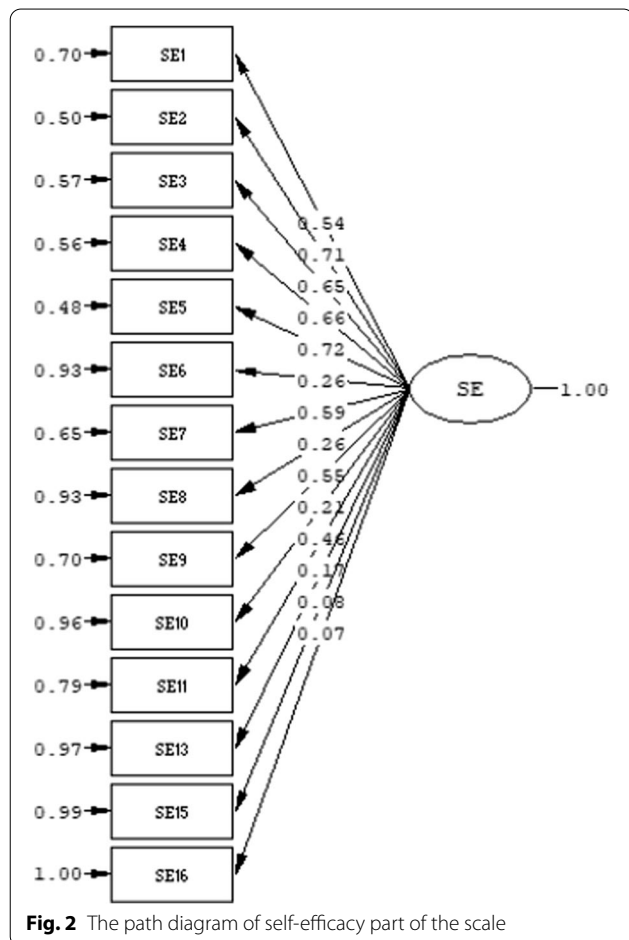 0.70 SE1
0.50 SE2
0.57 SE3
0.56 SE4
0.48 SE5
0.93 SE6
0.65 SE7
0.93 SE8
0.70 SE9
0.96 SE10
0.79 SE11
0.97 SE13
0.99 SE15
1.00 SE16
0.54
0.71
0.65
0.66
0.72
0.26
0.59
0.26
0.55
0.21
0.46
0.17
0.08
0.07
SE 1.00
Fig. 2 The path diagram of self-efficacy part of the scale